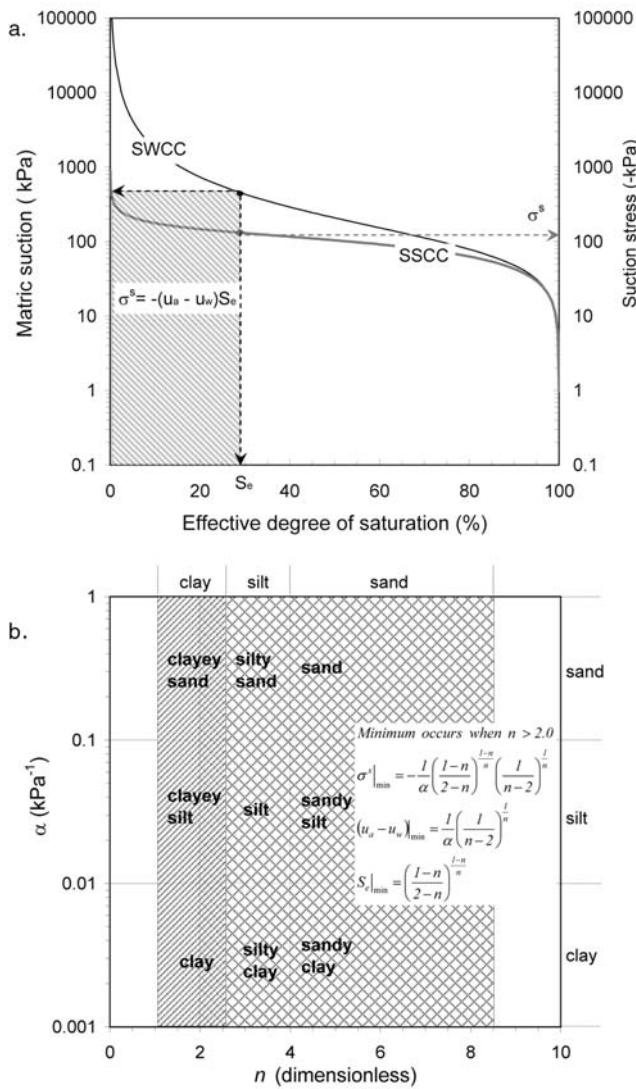 a.
100000
10000
1000
100
10
1
0.1
Matric suction ( kPa)
100000
10000
1000
100
10
1
0.1
Suction stress (-kPa)
SWCC
σˢ
SSCC
σˢ= -(uₐ - u_w)Sₑ
0 20 40 60 80 100
Sₑ
Effective degree of saturation (%)
b.
clay silt sand
1
0.1
0.01
0.001
α (kPa⁻¹)
clayey
sand
silty
sand
sand
sand
clayey
silt
silt
sandy
silt
silt
clay
silty
clay
sandy
clay
clay
Minimum occurs when n > 2.0
σˢ|min = -1/α ((1-n)/(2-n))^((1-n)/n) (1/(n-2))^(1/n)
(uₐ - u_w)|min = 1/α (1/(n-2))^(1/n)
Sₑ|min = ((1-n)/(2-n))^((1-n)/n)
0 2 4 6 8 10
n (dimensionless)